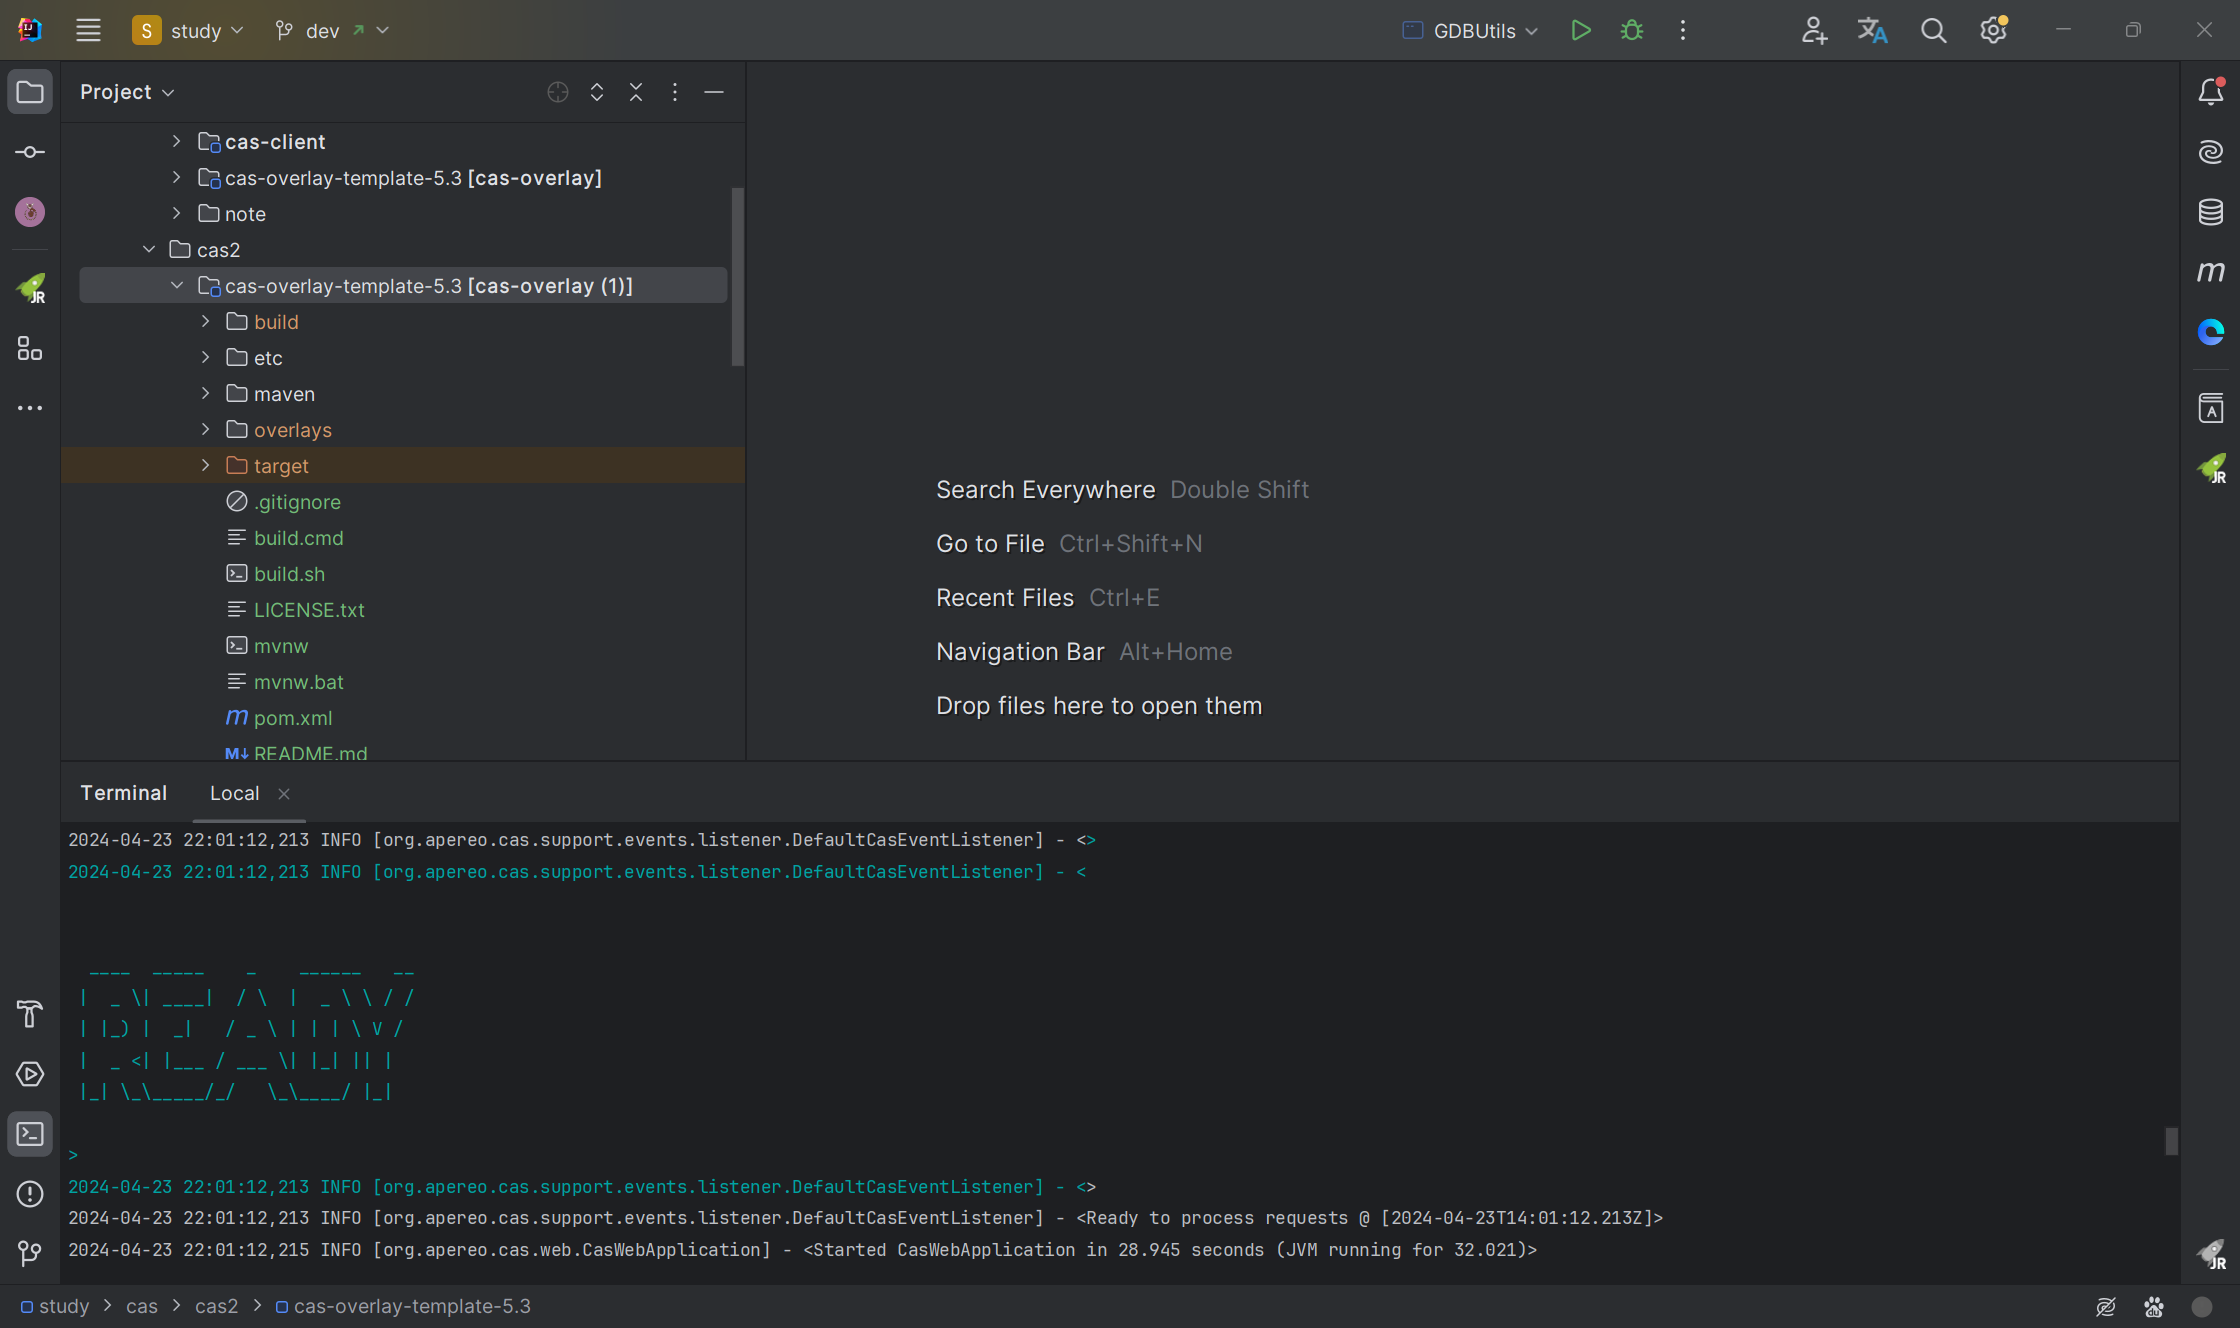 S study dev GDBUtils
Project
cas-client
cas-overlay-template-5.3 [cas-overlay]
note
cas2
cas-overlay-template-5.3 [cas-overlay (1)]
build
etc
maven
overlays
target
.gitignore
build.cmd
build.sh
LICENSE.txt
mvnw
mvnw.bat
m pom.xml
M↓ README.md
Search Everywhere Double Shift
Go to File Ctrl+Shift+N
Recent Files Ctrl+E
Navigation Bar Alt+Home
Drop files here to open them
Terminal Local
2024-04-23 22:01:12,213 INFO [org.apereo.cas.support.events.listener.DefaultCasEventListener] - <>
2024-04-23 22:01:12,213 INFO [org.apereo.cas.support.events.listener.DefaultCasEventListener] - <
  ____  _____    _    ______   __
 |  _ \| ____|  / \  |  _ \ \ / /
 | |_) |  _|   / _ \ | | | \ V /
 |  _ <| |___ / ___ \| |_| || |
 |_| \_\_____/_/   \_\____/ |_|
>
2024-04-23 22:01:12,213 INFO [org.apereo.cas.support.events.listener.DefaultCasEventListener] - <>
2024-04-23 22:01:12,213 INFO [org.apereo.cas.support.events.listener.DefaultCasEventListener] - <Ready to process requests @ [2024-04-23T14:01:12.213Z]>
2024-04-23 22:01:12,215 INFO [org.apereo.cas.web.CasWebApplication] - <Started CasWebApplication in 28.945 seconds (JVM running for 32.021)>
study > cas > cas2 > cas-overlay-template-5.3